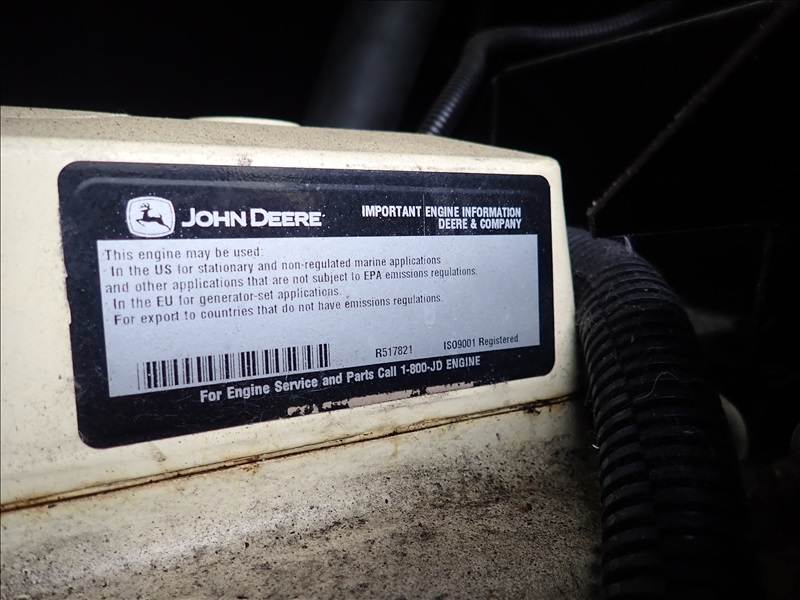 JOHN DEERE
IMPORTANT ENGINE INFORMATION
DEERE & COMPANY
This engine may be used:
· In the US for stationary and non-regulated marine applications
and other applications that are not subject to EPA emissions regulations.
· In the EU for generator-set applications.
· For export to countries that do not have emissions regulations.
R517821 ISO9001 Registered
For Engine Service and Parts Call 1-800-JD ENGINE